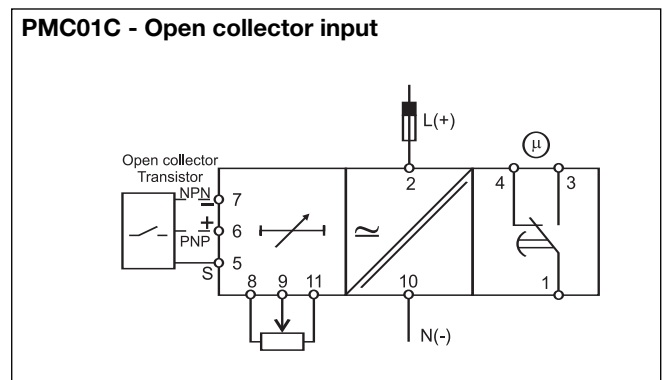 PMC01C - Open collector input
L(+)
μ
Open collector
Transistor
NPN
−
7
2
4
3
+
6
PNP
≃
S
5
8
9
11
10
1
N(-)